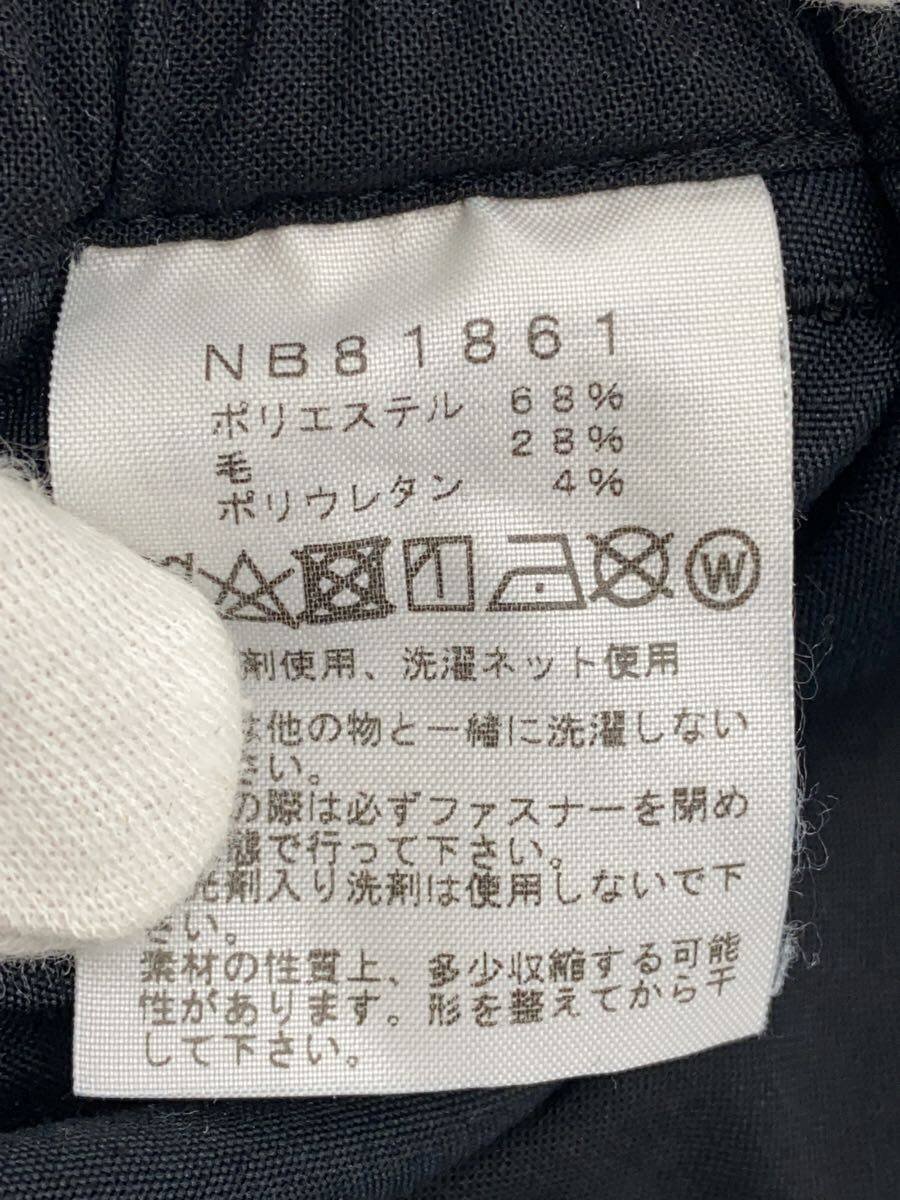 NB81861
ポリエステル 68%
毛 28%
ポリウレタン 4%
W
剤使用、洗濯ネット使用
は他の物と一緒に洗濯しない
さい。
の際は必ずファスナーを閉め
態で行って下さい。
剤入り洗剤は使用しないで下
さい。
素材の性質上、多少収縮する可能
性があります。形を整えてから干
して下さい。